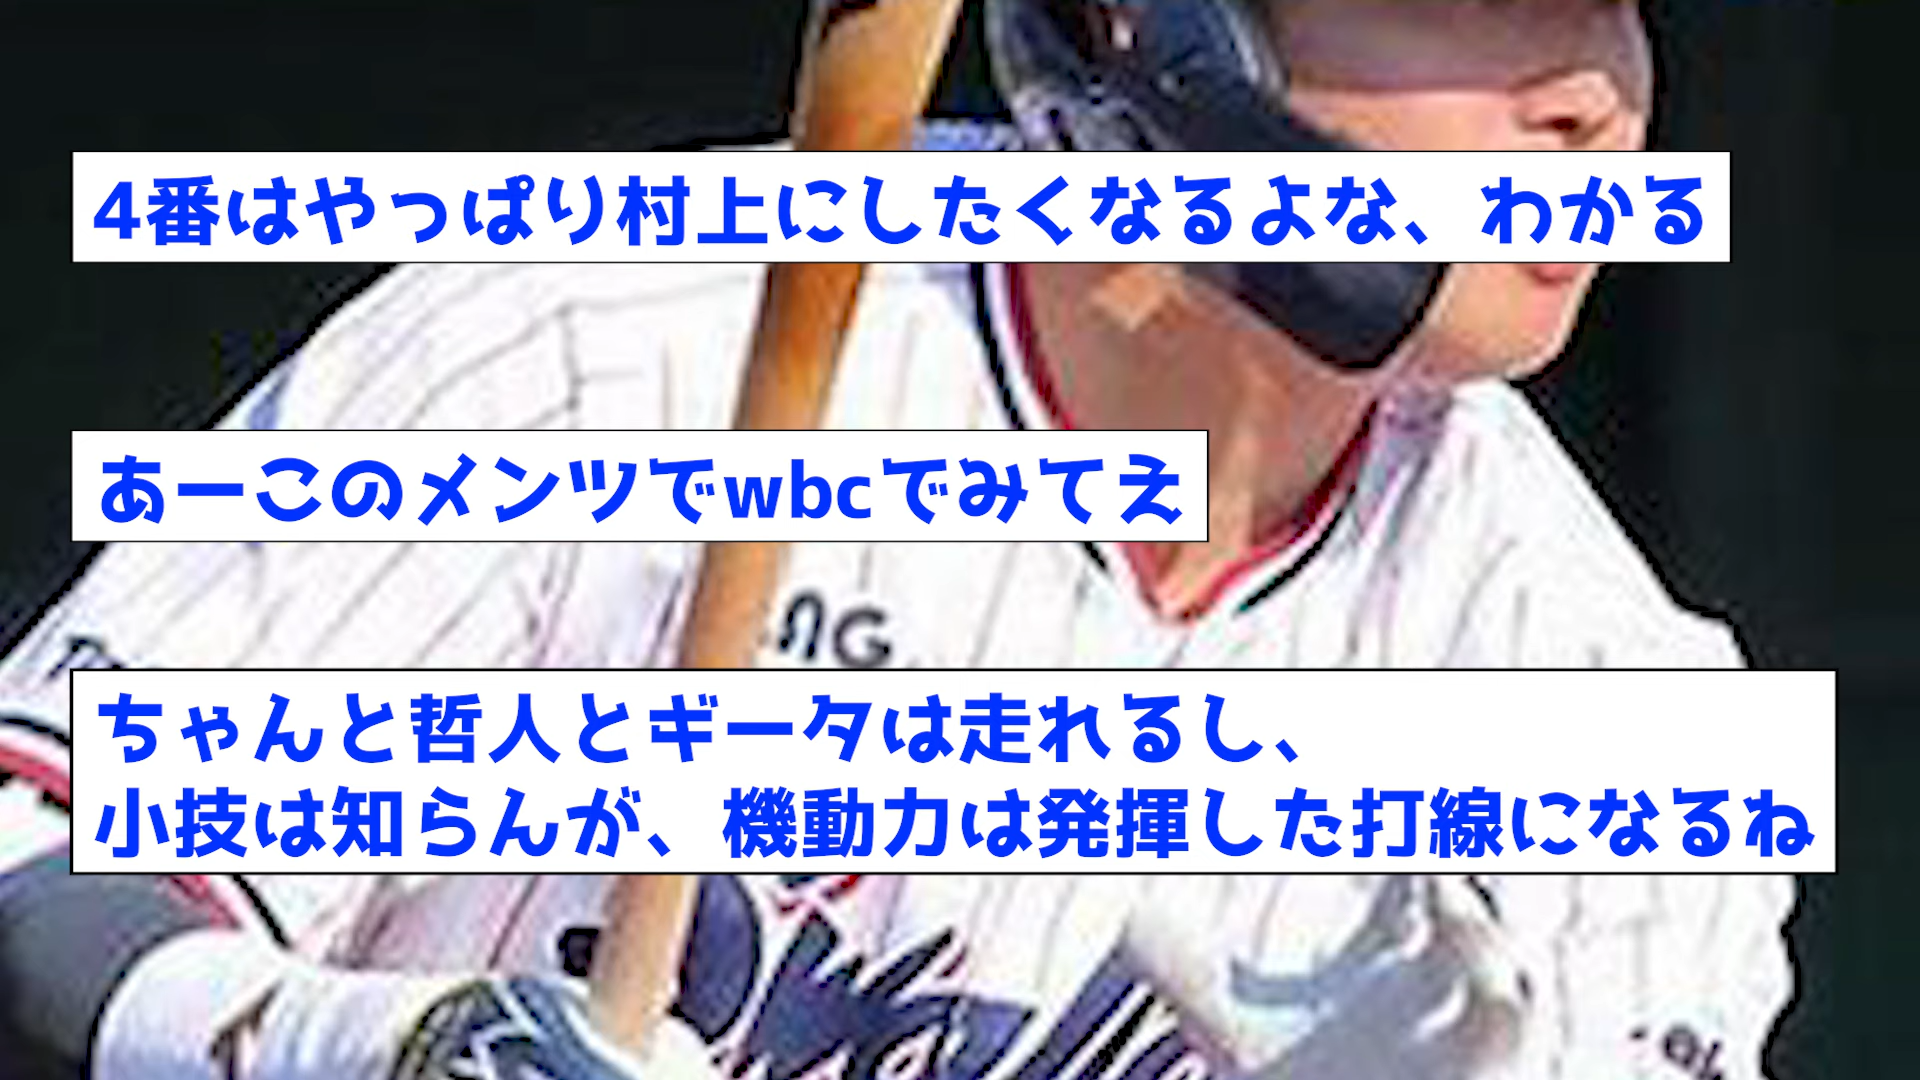 4番はやっぱり村上にしたくなるよな、わかる
あーこのメンツでwbcでみてえ
ちゃんと哲人とギータは走れるし、
小技は知らんが、機動力は発揮した打線になるね